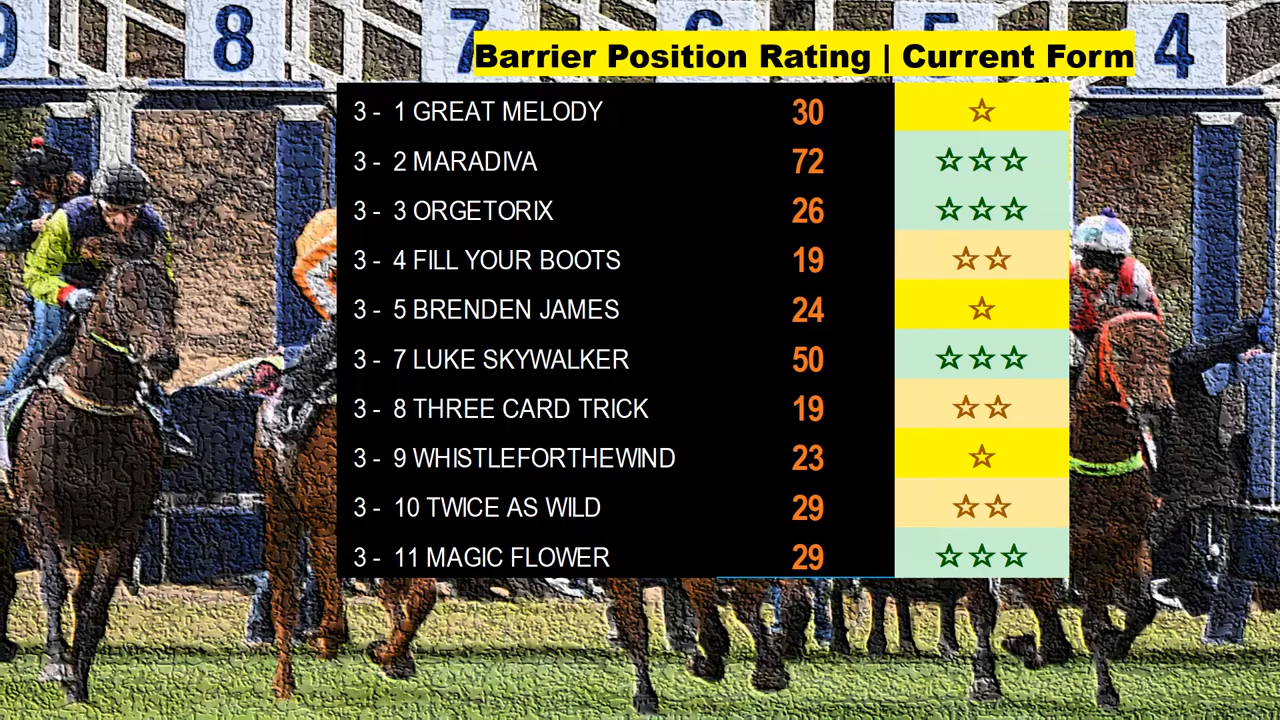 9 8 7 6 5 4
Barrier Position Rating | Current Form
3 - 1 GREAT MELODY 30 ☆
3 - 2 MARADIVA 72 ☆☆☆
3 - 3 ORGETORIX 26 ☆☆☆
3 - 4 FILL YOUR BOOTS 19 ☆☆
3 - 5 BRENDEN JAMES 24 ☆
3 - 7 LUKE SKYWALKER 50 ☆☆☆
3 - 8 THREE CARD TRICK 19 ☆☆
3 - 9 WHISTLEFORTHEWIND 23 ☆
3 - 10 TWICE AS WILD 29 ☆☆
3 - 11 MAGIC FLOWER 29 ☆☆☆